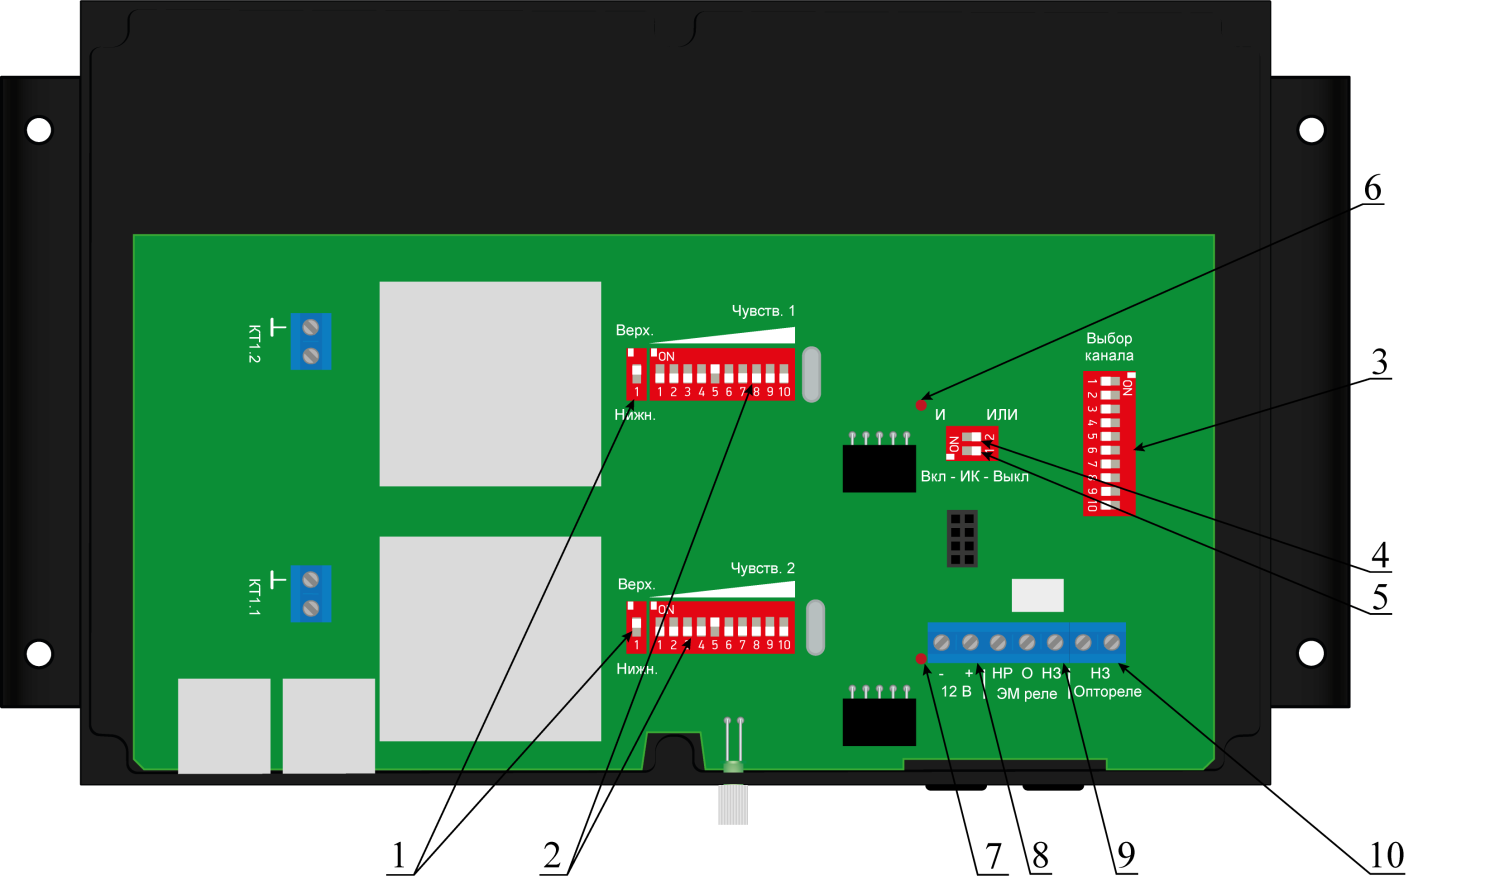 6
Чувств. 1
Верх.
ON
1
1 2 3 4 5 6 7 8 9 10
Нижн.
КТ1.2
Выбор
канала
ON
1 2 3 4 5 6 7 8 9 10
3
И ИЛИ
ON
1 2
Вкл - ИК - Выкл
4
5
Чувств. 2
Верх.
ON
1
1 2 3 4 5 6 7 8 9 10
Нижн.
КТ1.1
- + НР О НЗ НЗ
12 В ЭМ реле Оптореле
1 2 7 8 9 10